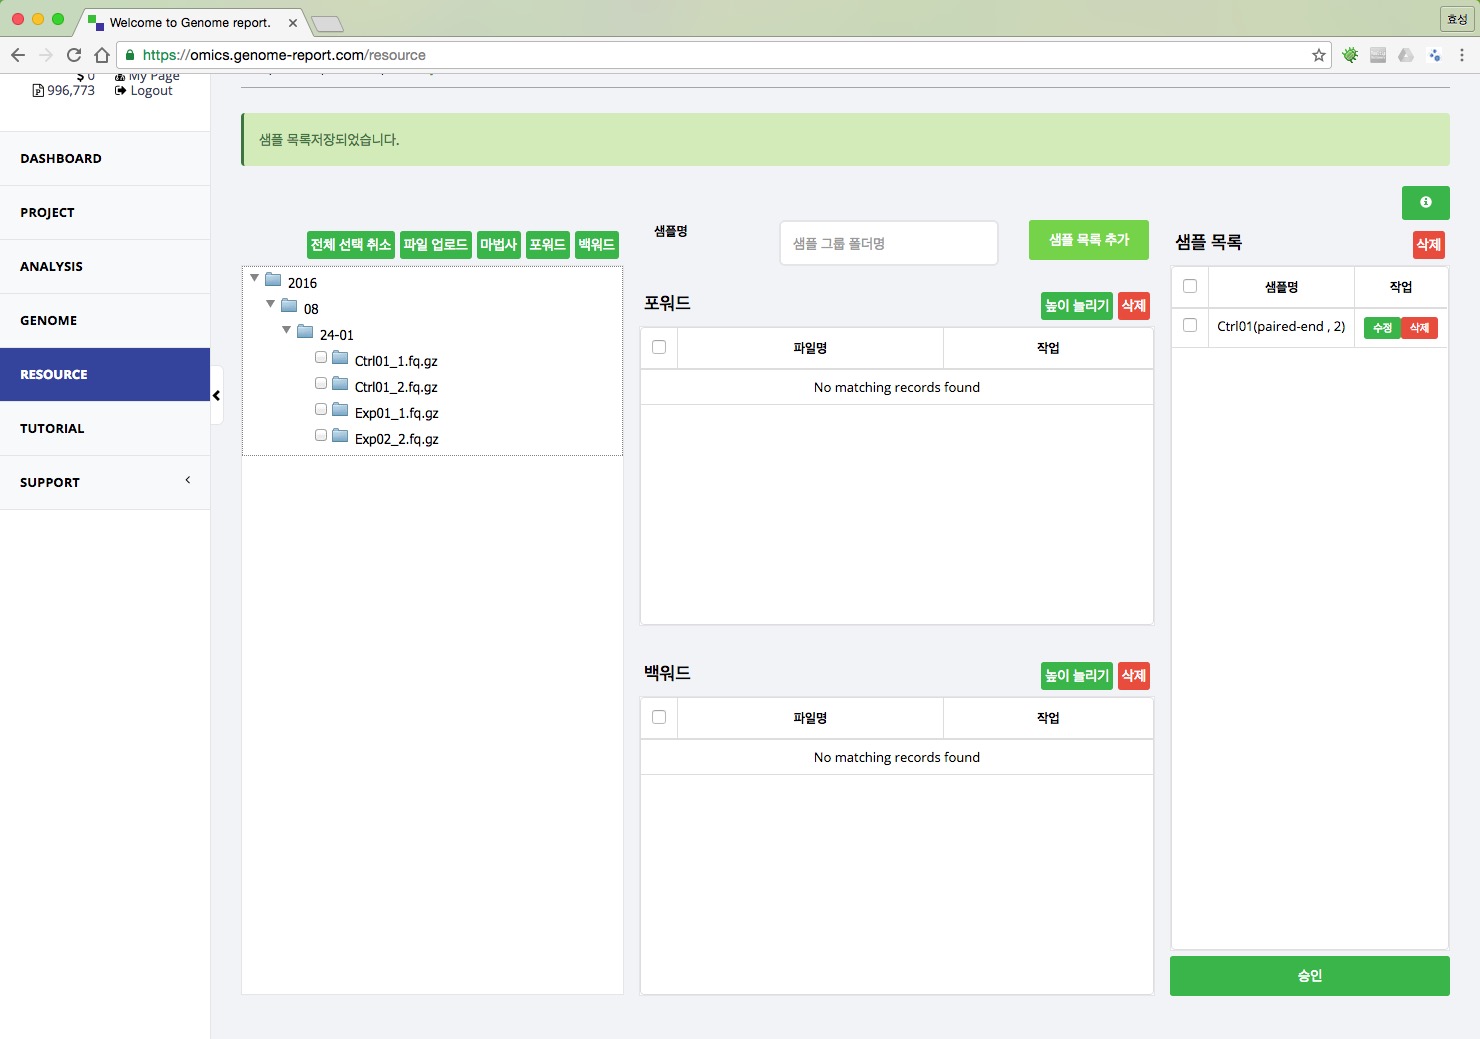 Welcome to Genome report.
효성
https://omics.genome-report.com/resource
$ 0 My Page
996,773 Logout
DASHBOARD
PROJECT
ANALYSIS
GENOME
RESOURCE
TUTORIAL
SUPPORT
샘플 목록저장되었습니다.
전체 선택 취소 파일 업로드 마법사 포워드 백워드
2016
08
24-01
Ctrl01_1.fq.gz
Ctrl01_2.fq.gz
Exp01_1.fq.gz
Exp02_2.fq.gz
샘플명 샘플 그룹 폴더명 샘플 목록 추가
포워드 높이 늘리기 삭제
파일명 작업
No matching records found
백워드 높이 늘리기 삭제
파일명 작업
No matching records found
샘플 목록 삭제
샘플명 작업
Ctrl01(paired-end , 2) 수정 삭제
승인